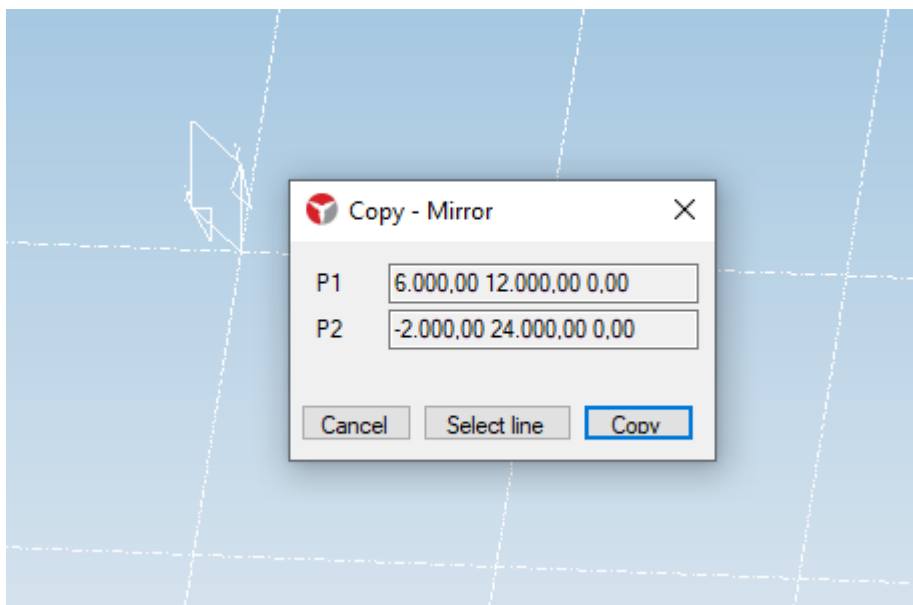 Copy - Mirror
P1 6.000,00 12.000,00 0,00
P2 -2.000,00 24.000,00 0,00
Cancel Select line Copy